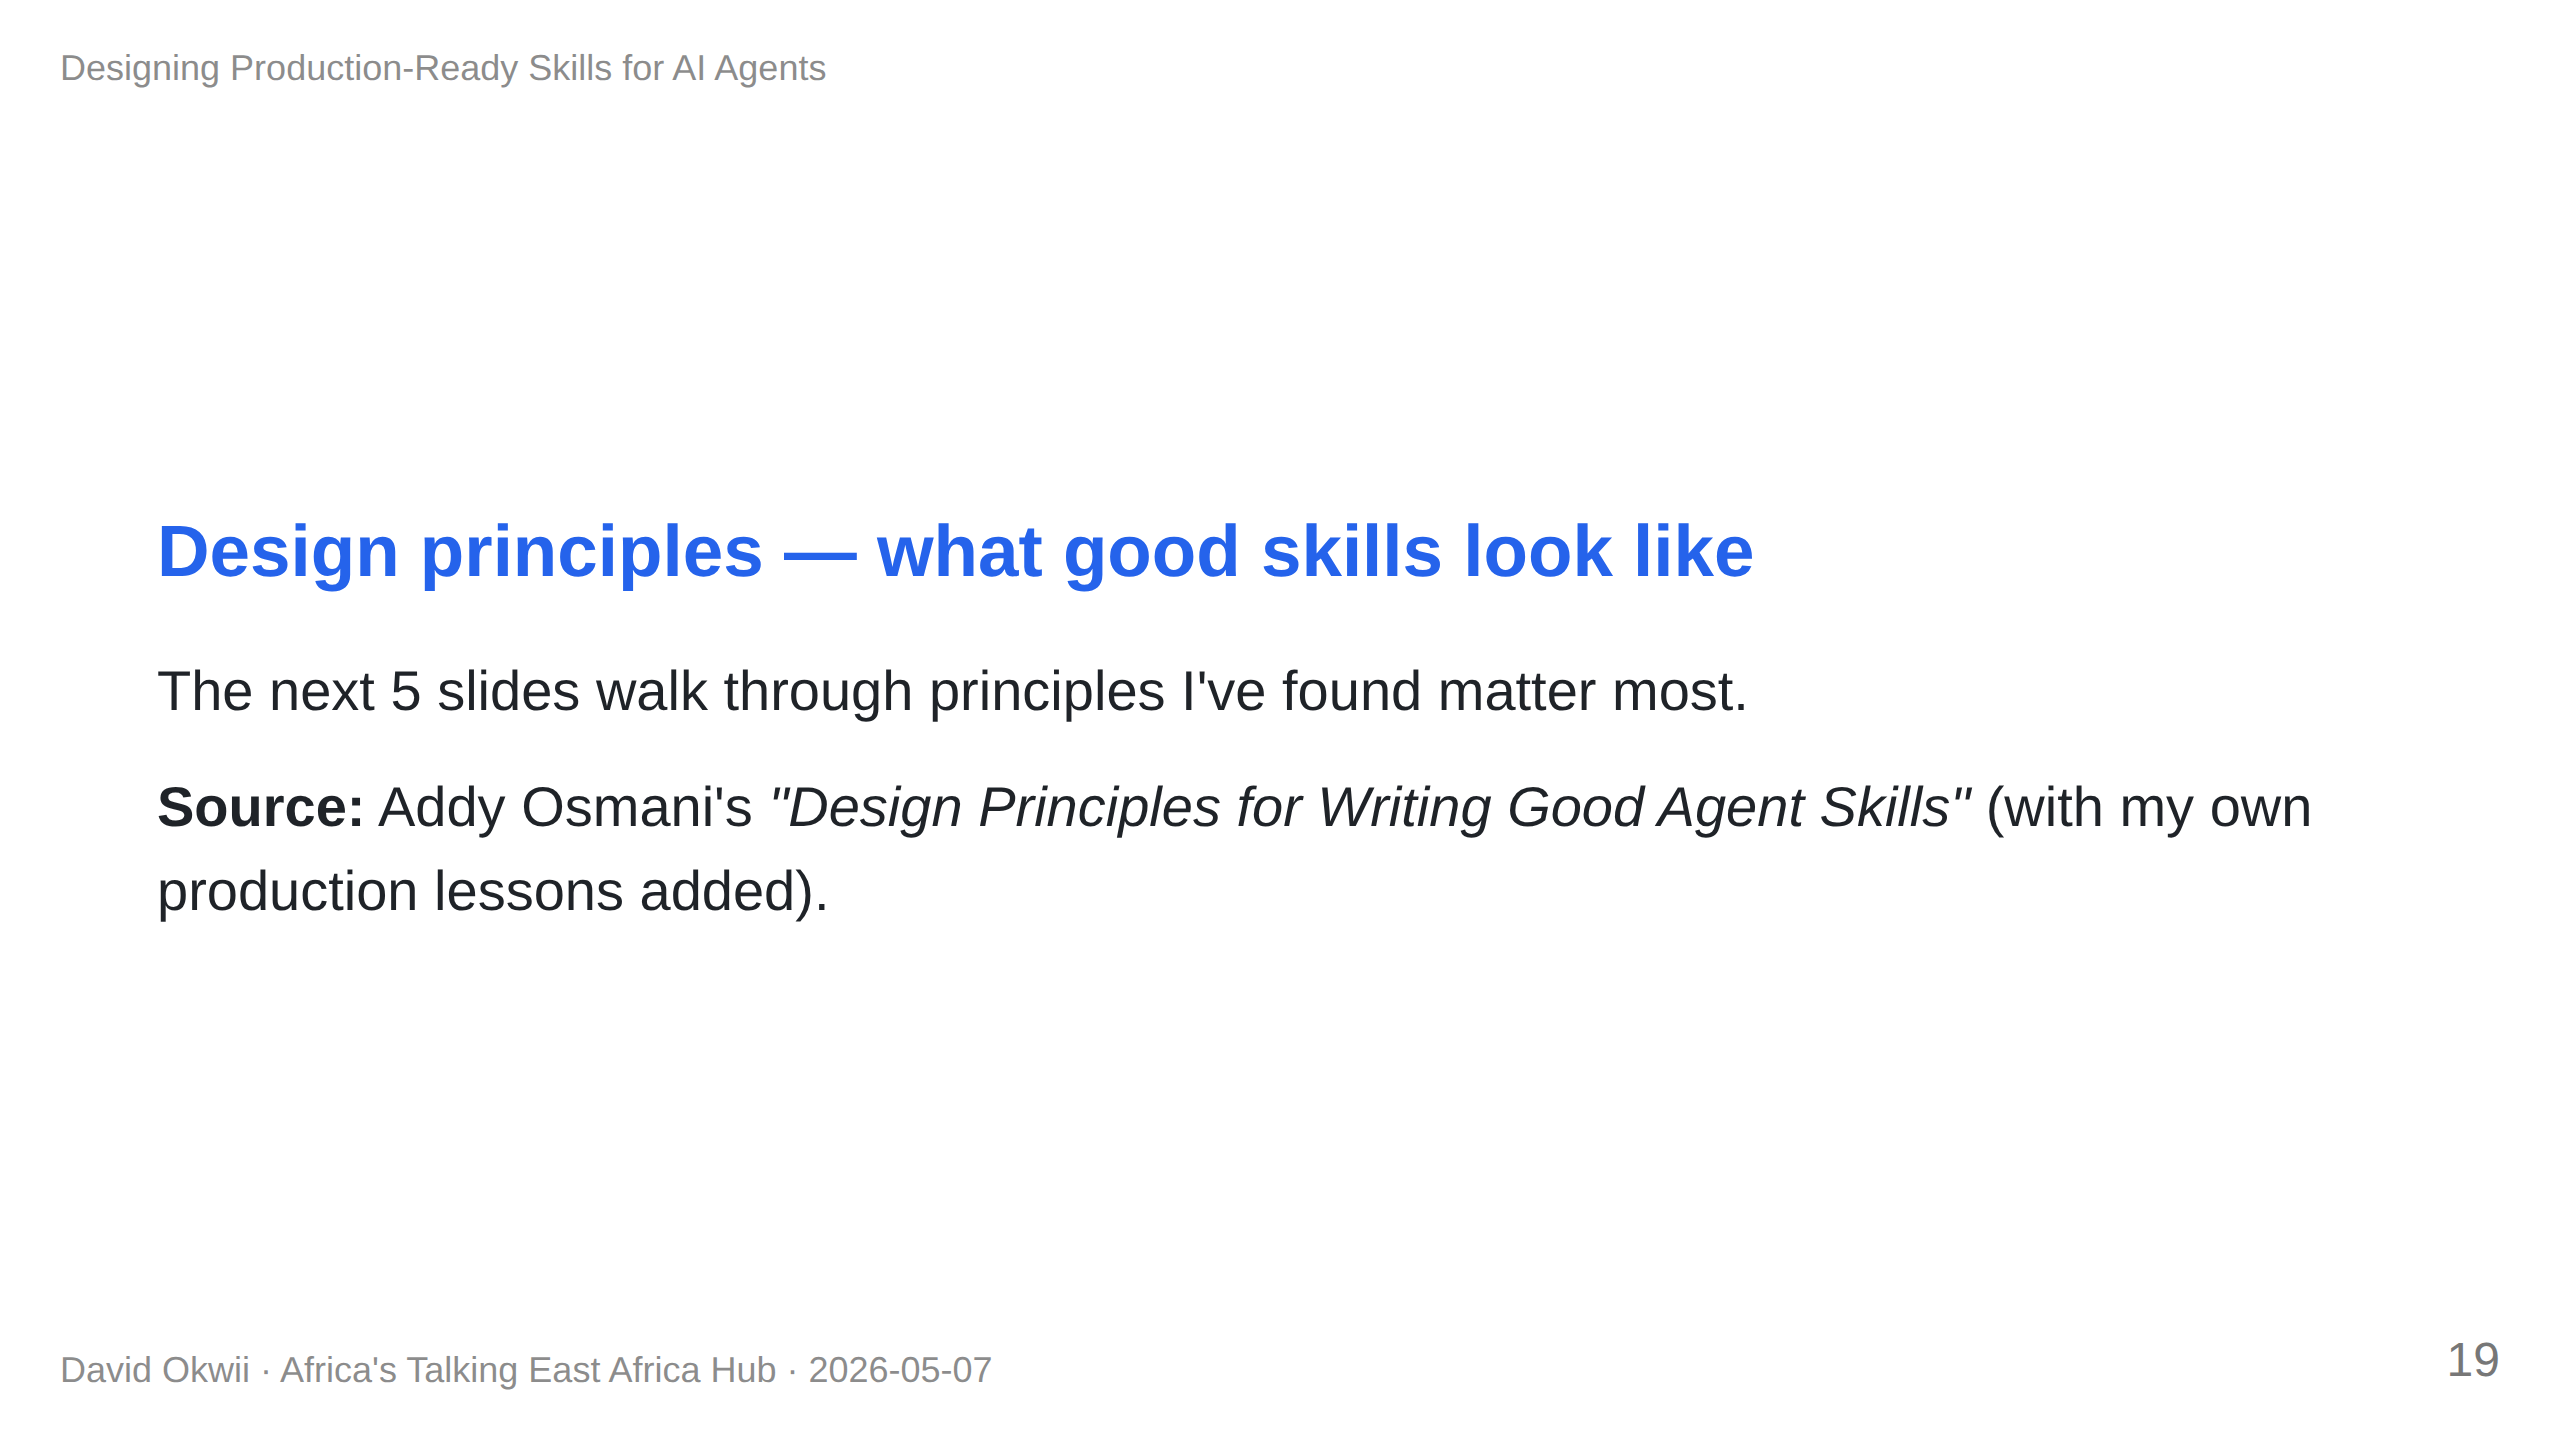 Designing Production-Ready Skills for AI Agents
Design principles — what good skills look like
The next 5 slides walk through principles I've found matter most.
Source: Addy Osmani's "Design Principles for Writing Good Agent Skills" (with my own
production lessons added).
David Okwii · Africa's Talking East Africa Hub · 2026-05-07
19